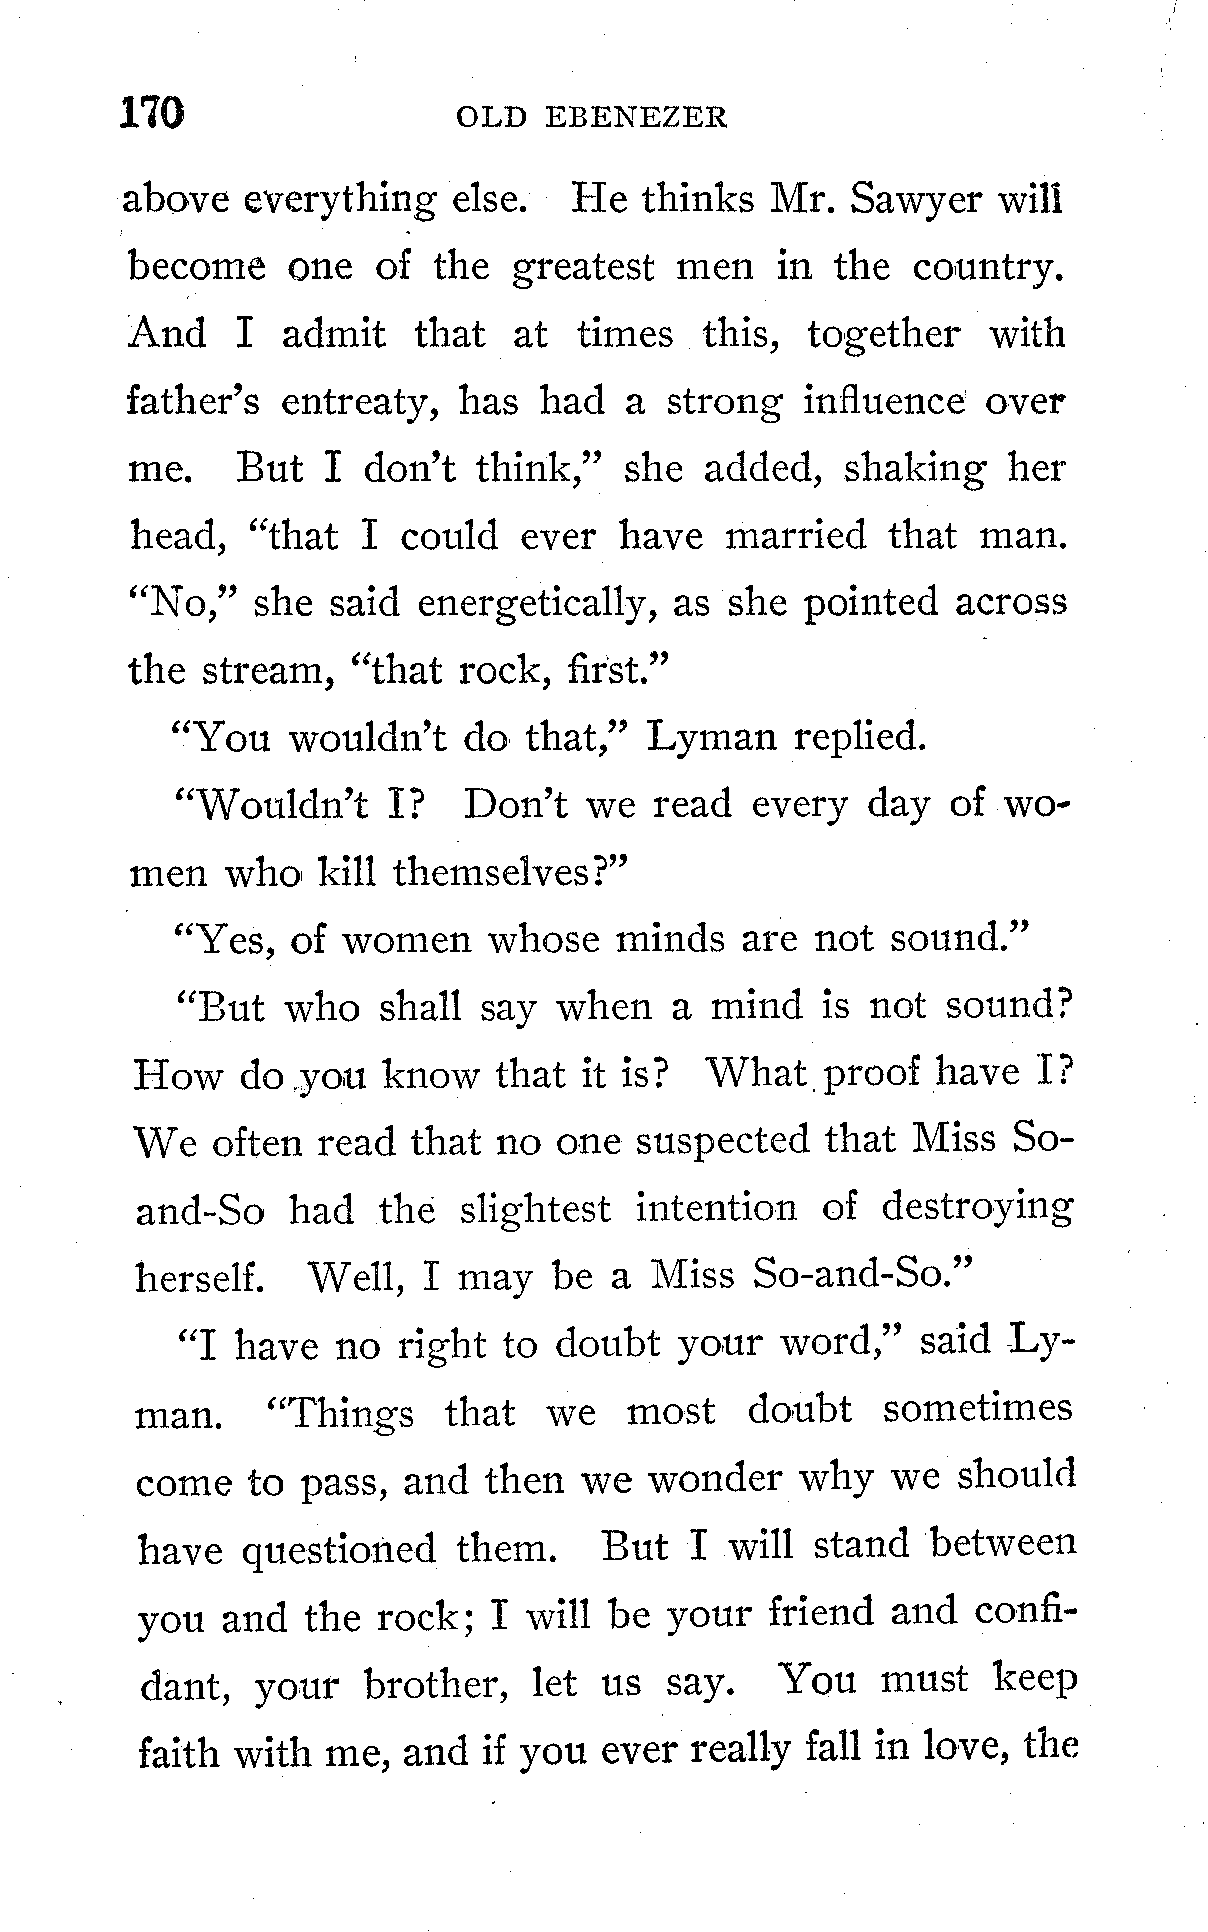 170 OLD EBENEZER
above everything else. He thinks Mr. Sawyer will
become one of the greatest men in the country.
And I admit that at times this, together with
father's entreaty, has had a strong influence over
me. But I don't think," she added, shaking her
head, "that I could ever have married that man.
"No," she said energetically, as she pointed across
the stream, "that rock, first."
"You wouldn't do that," Lyman replied.
"Wouldn't I? Don't we read every day of wo-
men who kill themselves?"
"Yes, of women whose minds are not sound."
"But who shall say when a mind is not sound?
How do you know that it is? What proof have I?
We often read that no one suspected that Miss So-
and-So had the slightest intention of destroying
herself. Well, I may be a Miss So-and-So."
"I have no right to doubt your word," said Ly-
man. "Things that we most doubt sometimes
come to pass, and then we wonder why we should
have questioned them. But I will stand between
you and the rock; I will be your friend and confi-
dant, your brother, let us say. You must keep
faith with me, and if you ever really fall in love, the